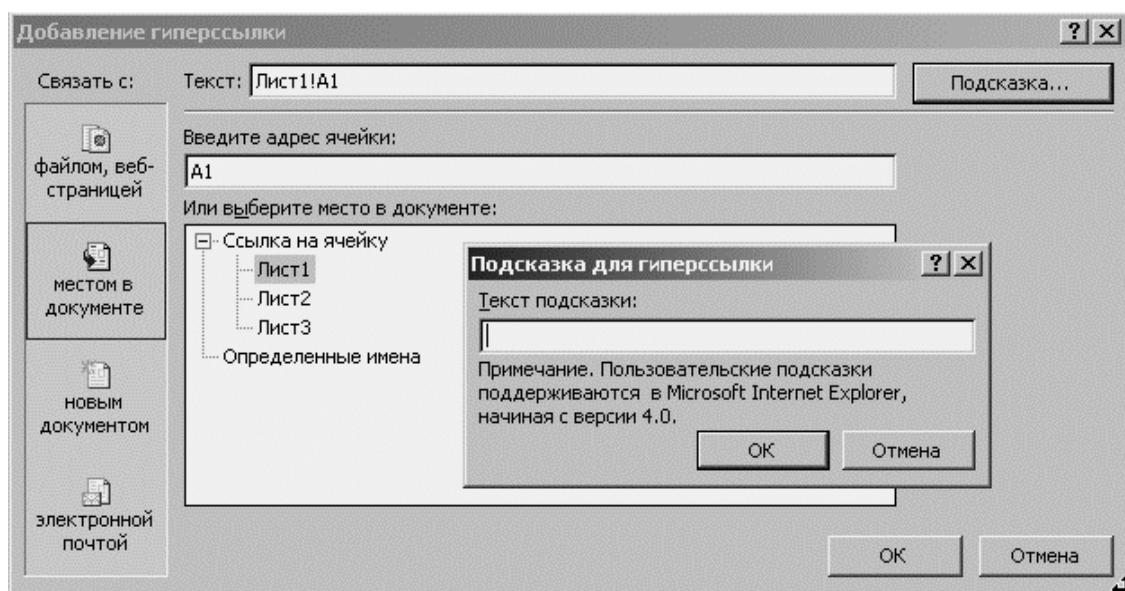 Добавление гиперссылки
Связать с:
Текст: Лист1!A1
Подсказка...
файлом, веб-
страницей
местом в
документе
новым
документом
электронной
почтой
Введите адрес ячейки:
A1
Или выберите место в документе:
Ссылка на ячейку
Лист1
Лист2
Лист3
Определенные имена
Подсказка для гиперссылки
Текст подсказки:
Примечание. Пользовательские подсказки
поддерживаются в Microsoft Internet Explorer,
начиная с версии 4.0.
ОК
Отмена
ОК
Отмена